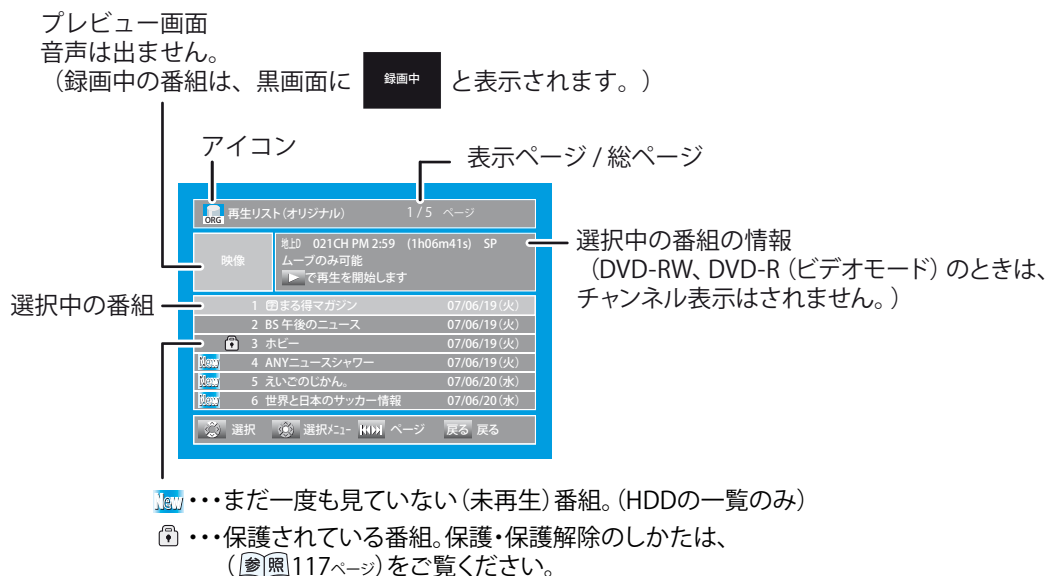 プレビュー画面
音声は出ません。
(録画中の番組は、黒画面に 録画中 と表示されます。)
アイコン
表示ページ / 総ページ
ORG 再生リスト(オリジナル) 1 / 5 ページ
映像
地上D 021CH PM 2:59 (1h06m41s) SP
ムーブのみ可能
▶で再生を開始します
選択中の番組の情報
(DVD-RW、DVD-R(ビデオモード)のときは、
チャンネル表示はされません。)
選択中の番組
1 まる得マガジン 07/06/19(火)
2 BS 午後のニュース 07/06/19(火)
3 ホビー 07/06/19(火)
New 4 ANYニュースシャワー 07/06/19(火)
New 5 えいごのじかん。 07/06/20(水)
New 6 世界と日本のサッカー情報 07/06/20(水)
選択 選択メニュー ページ 戻る 戻る
New ・・・まだ一度も見ていない(未再生)番組。(HDDの一覧のみ)
・・・保護されている番組。保護・保護解除のしかたは、
(参照117ページ)をご覧ください。